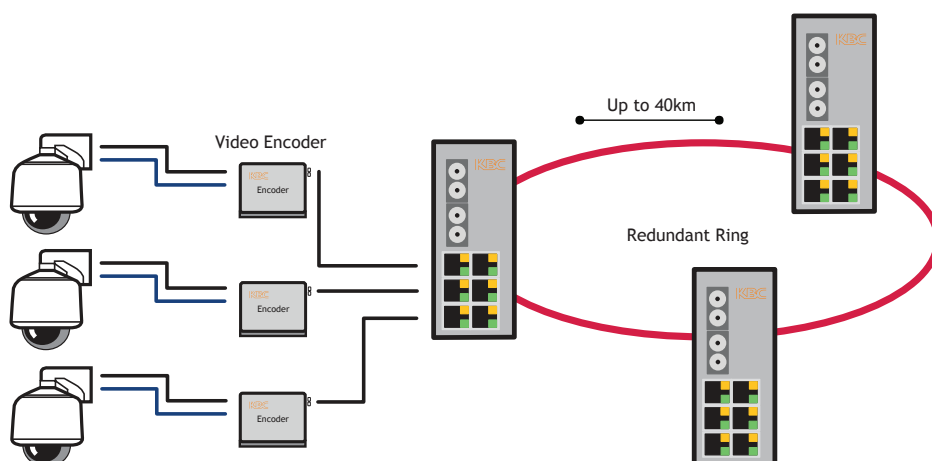 KBC
Up to 40km
Video Encoder
KBC
KBC
Encoder
Redundant Ring
KBC
KBC
Encoder
KBC
Encoder